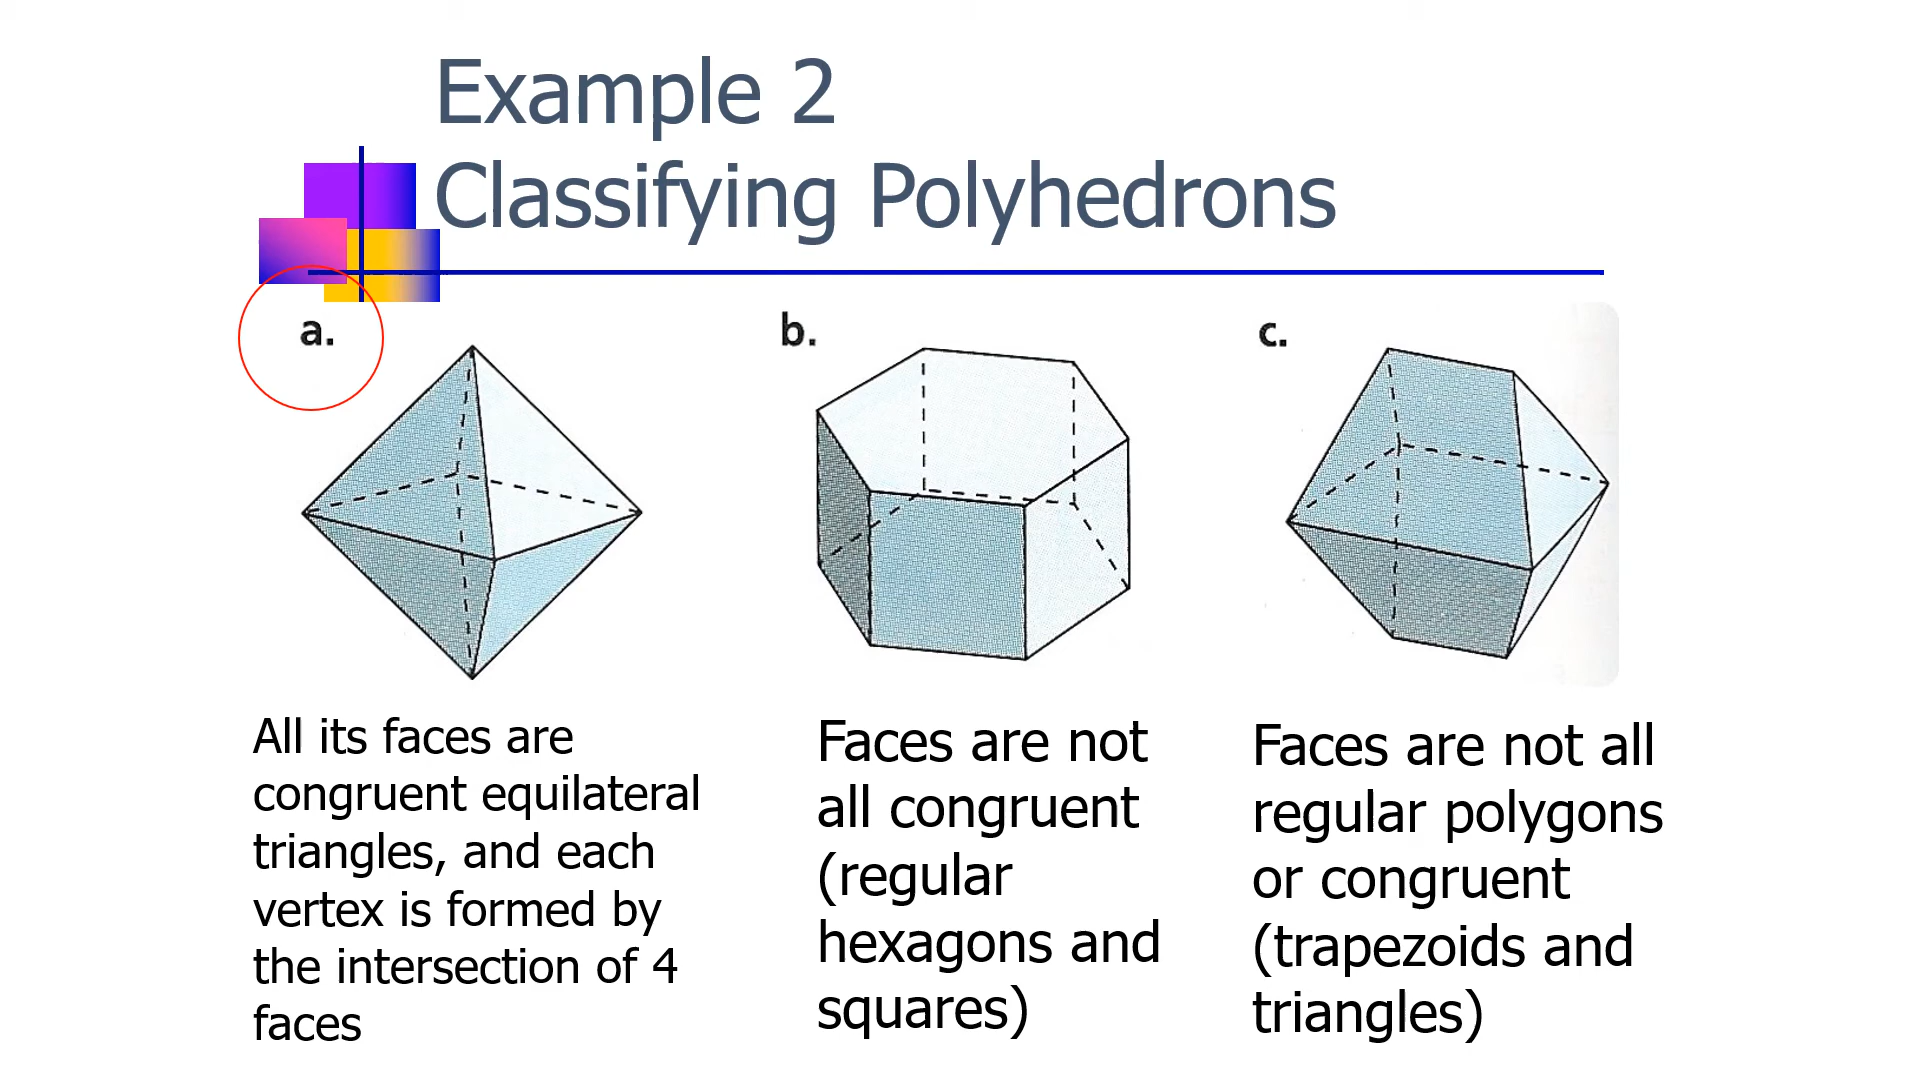 Example 2
Classifying Polyhedrons
a.
b.
c.
All its faces are
congruent equilateral
triangles, and each
vertex is formed by
the intersection of 4
faces
Faces are not
all congruent
(regular
hexagons and
squares)
Faces are not all
regular polygons
or congruent
(trapezoids and
triangles)